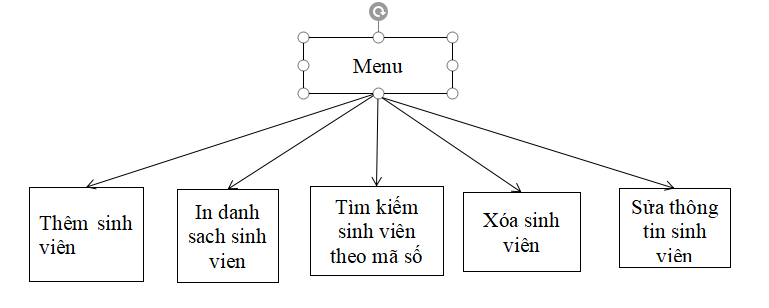 Menu
Thêm sinh
viên
In danh
sach sinh
vien
Tìm kiếm
sinh viên
theo mã số
Xóa sinh
viên
Sửa thông
tin sinh
viên